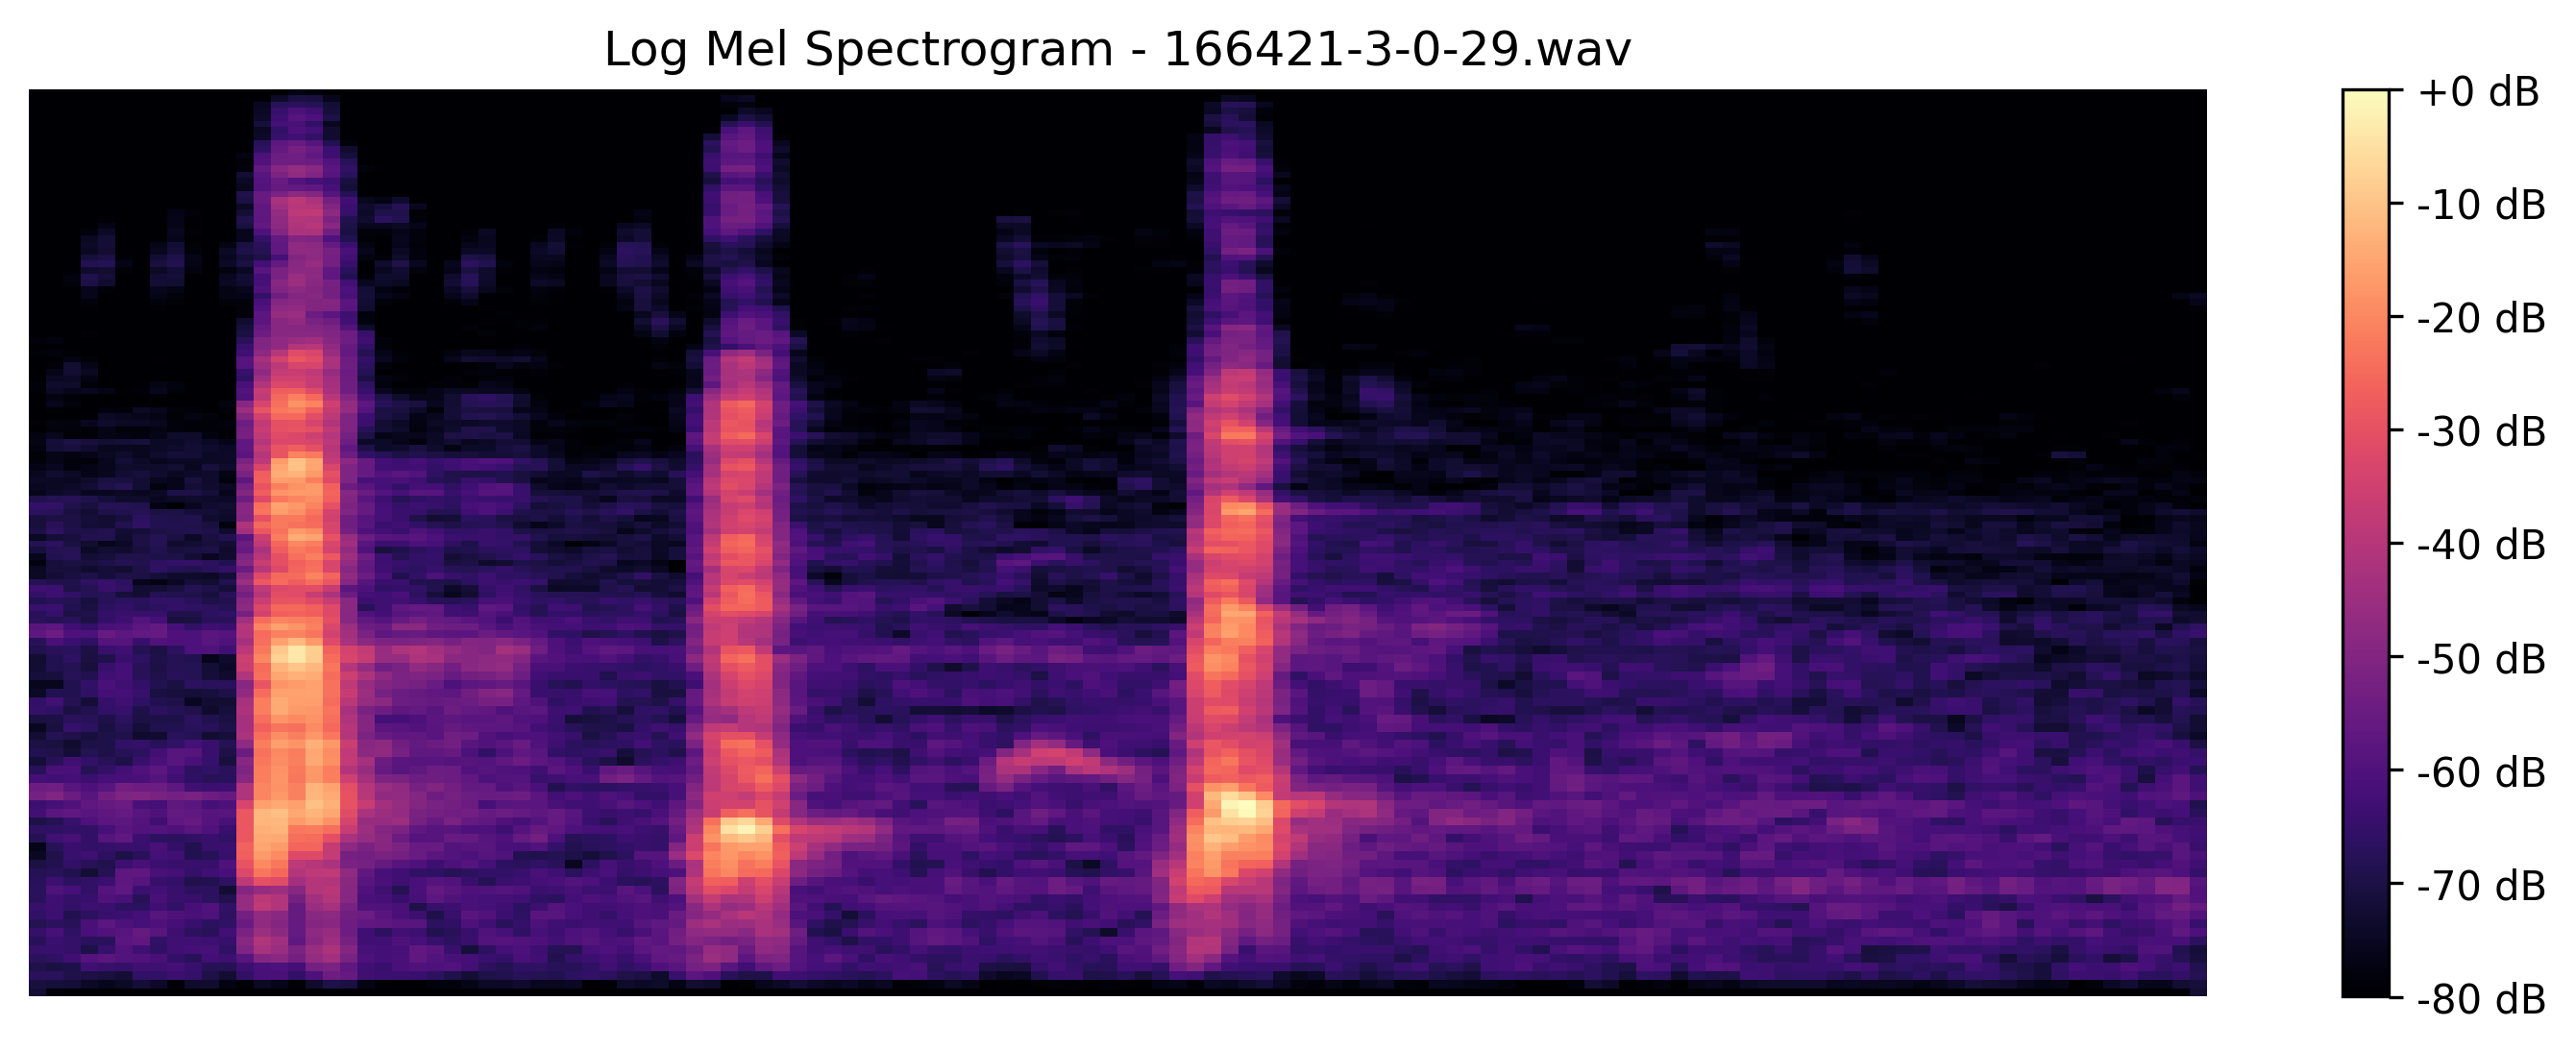 Log Mel Spectrogram - 166421-3-0-29.wav
+0 dB
-10 dB
-20 dB
-30 dB
-40 dB
-50 dB
-60 dB
-70 dB
-80 dB